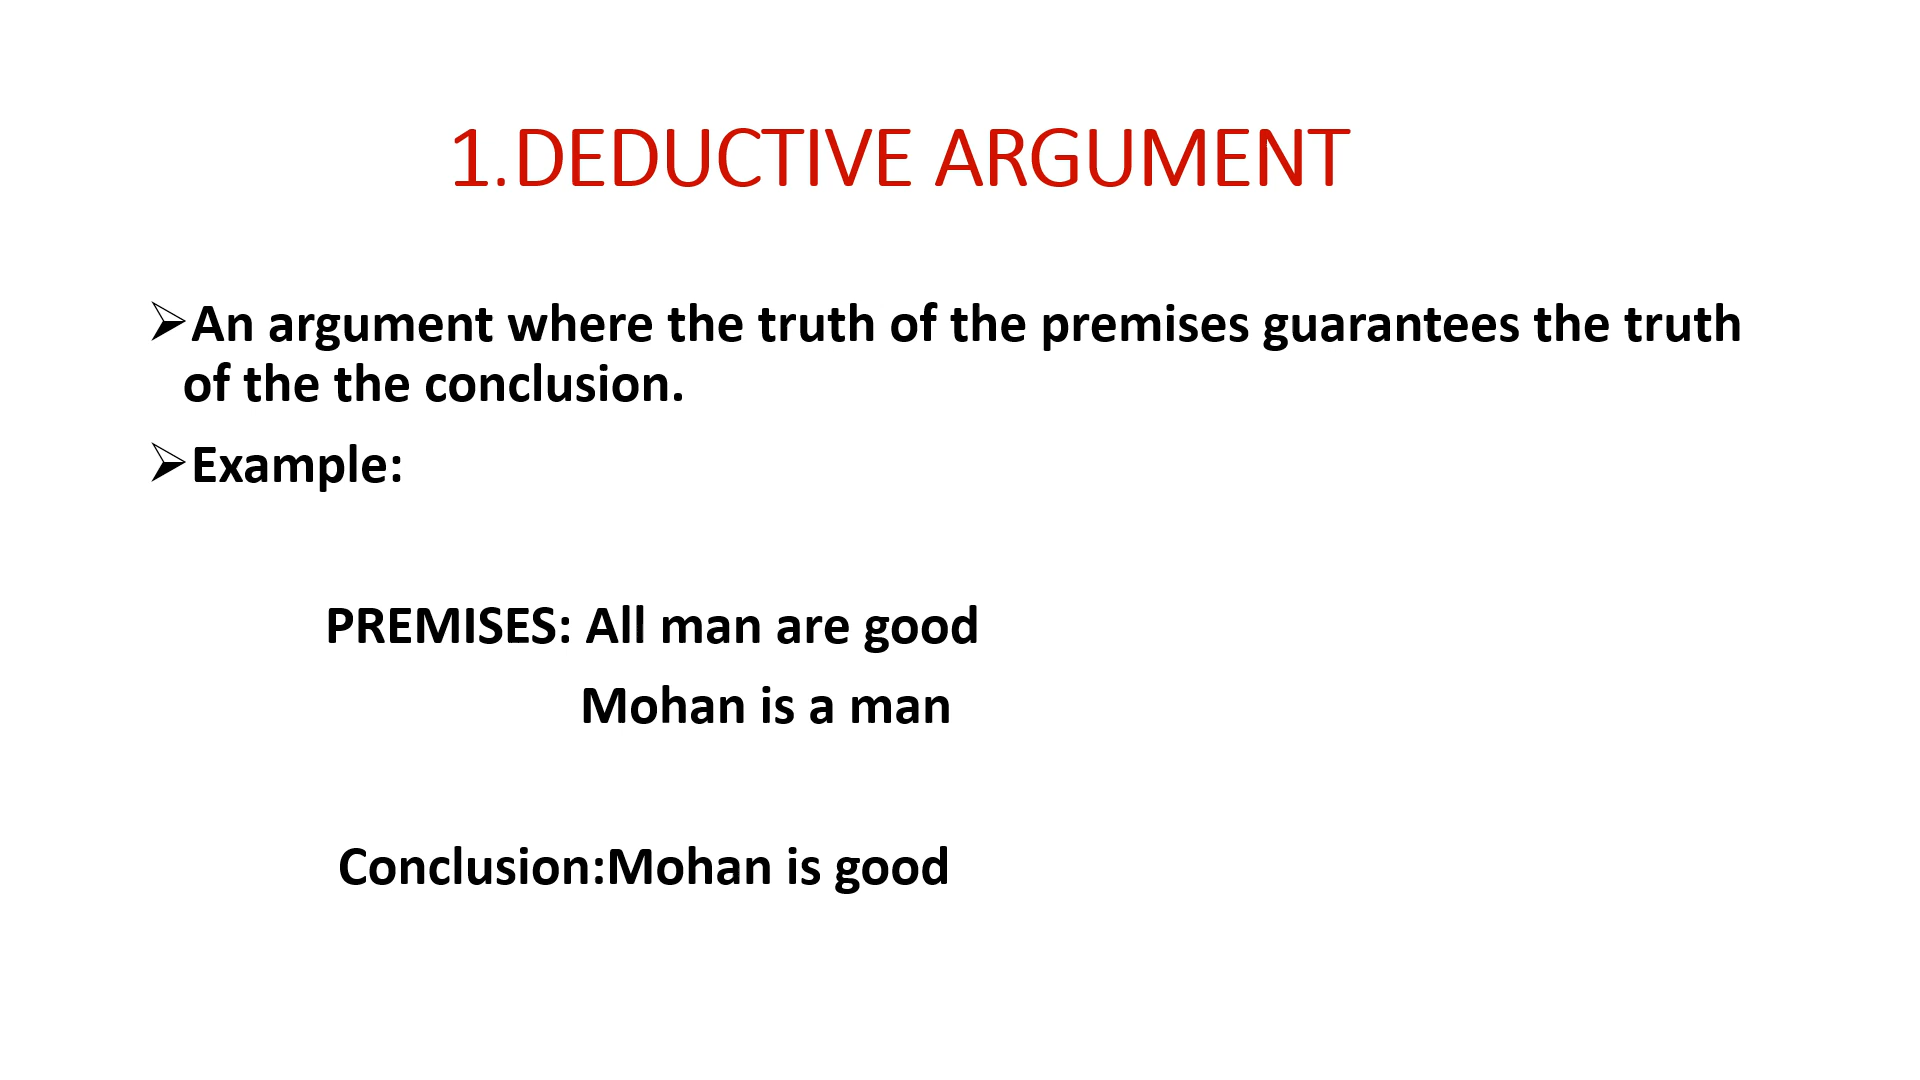 1.DEDUCTIVE ARGUMENT
➢An argument where the truth of the premises guarantees the truth
of the the conclusion.
➢Example:
PREMISES: All man are good
Mohan is a man
Conclusion:Mohan is good